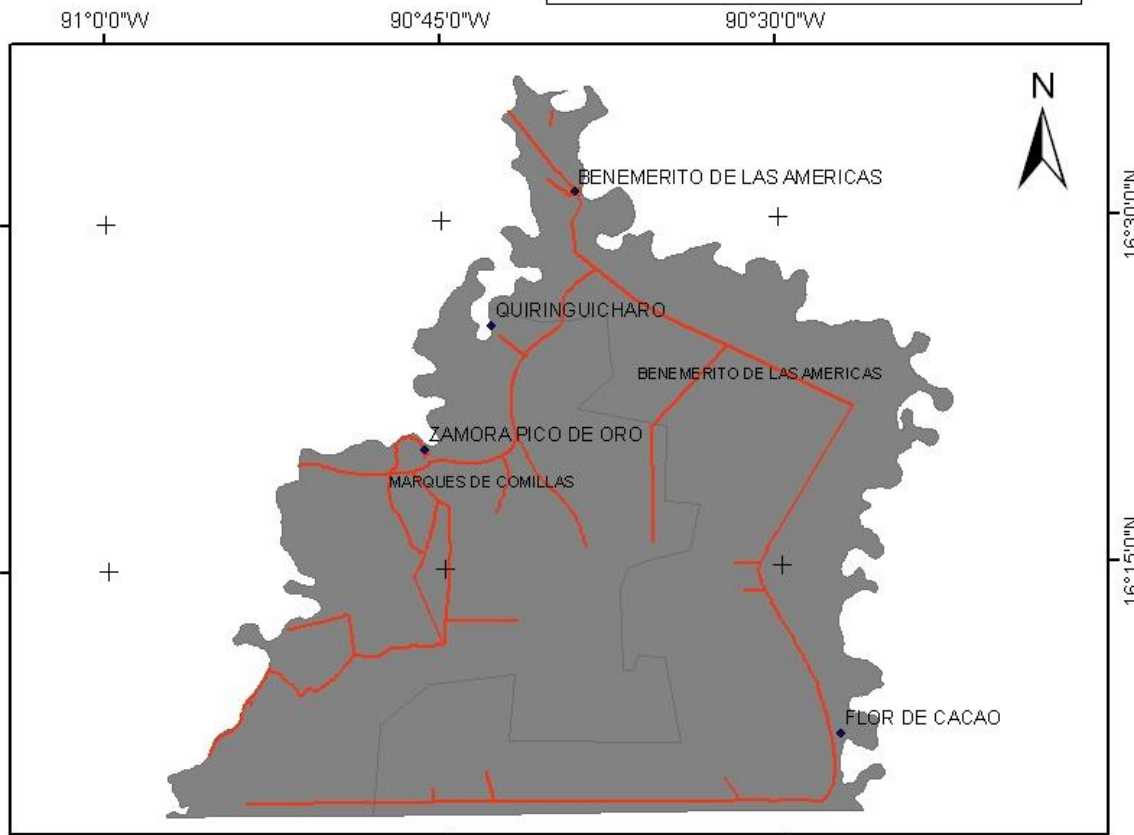 91°0'0"W
90°45'0"W
90°30'0"W
N
BENEMERITO DE LAS AMERICAS
16°30'0"N
QUIRINGUICHARO
BENEMERITO DE LAS AMERICAS
ZAMORA PICO DE ORO
MARQUES DE COMILLAS
16°15'0"N
FLOR DE CACAO